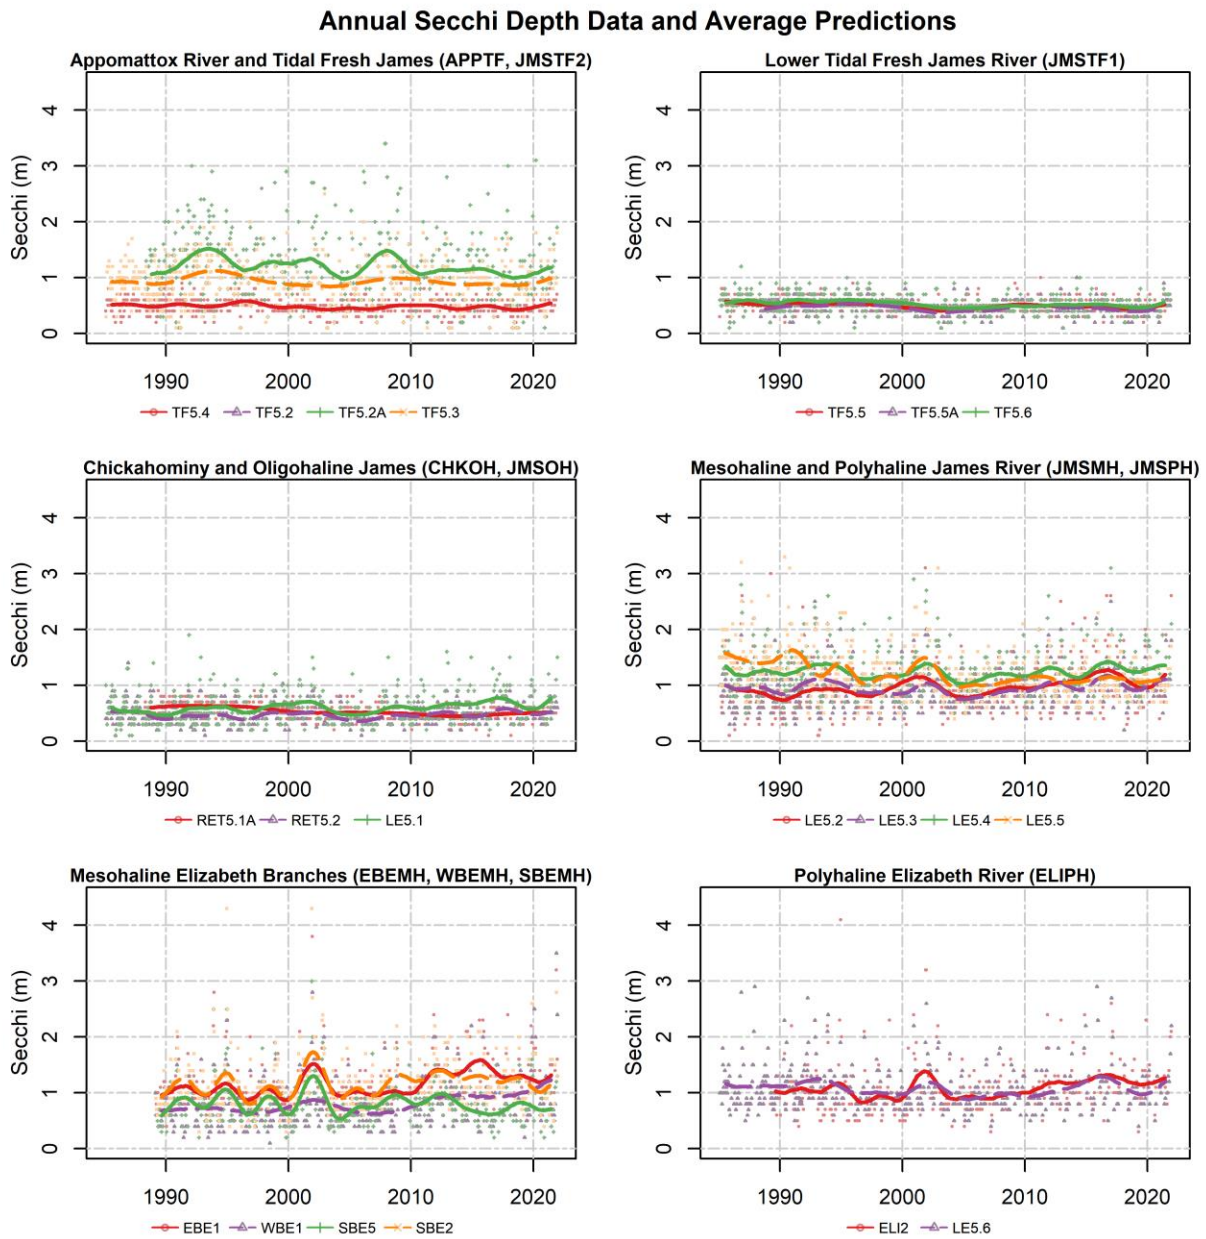 Annual Secchi Depth Data and Average Predictions
Appomattox River and Tidal Fresh James (APPTF, JMSTF2)
Secchi (m)
4
3
2
1
0
1990 2000 2010 2020
TF5.4 TF5.2 TF5.2A TF5.3
Lower Tidal Fresh James River (JMSTF1)
Secchi (m)
4
3
2
1
0
1990 2000 2010 2020
TF5.5 TF5.5A TF5.6
Chickahominy and Oligohaline James (CHKOH, JMSOH)
Secchi (m)
4
3
2
1
0
1990 2000 2010 2020
RET5.1A RET5.2 LE5.1
Mesohaline and Polyhaline James River (JMSMH, JMSPH)
Secchi (m)
4
3
2
1
0
1990 2000 2010 2020
LE5.2 LE5.3 LE5.4 LE5.5
Mesohaline Elizabeth Branches (EBEMH, WBEMH, SBEMH)
Secchi (m)
4
3
2
1
0
1990 2000 2010 2020
EBE1 WBE1 SBE5 SBE2
Polyhaline Elizabeth River (ELIPH)
Secchi (m)
4
3
2
1
0
1990 2000 2010 2020
ELI2 LE5.6